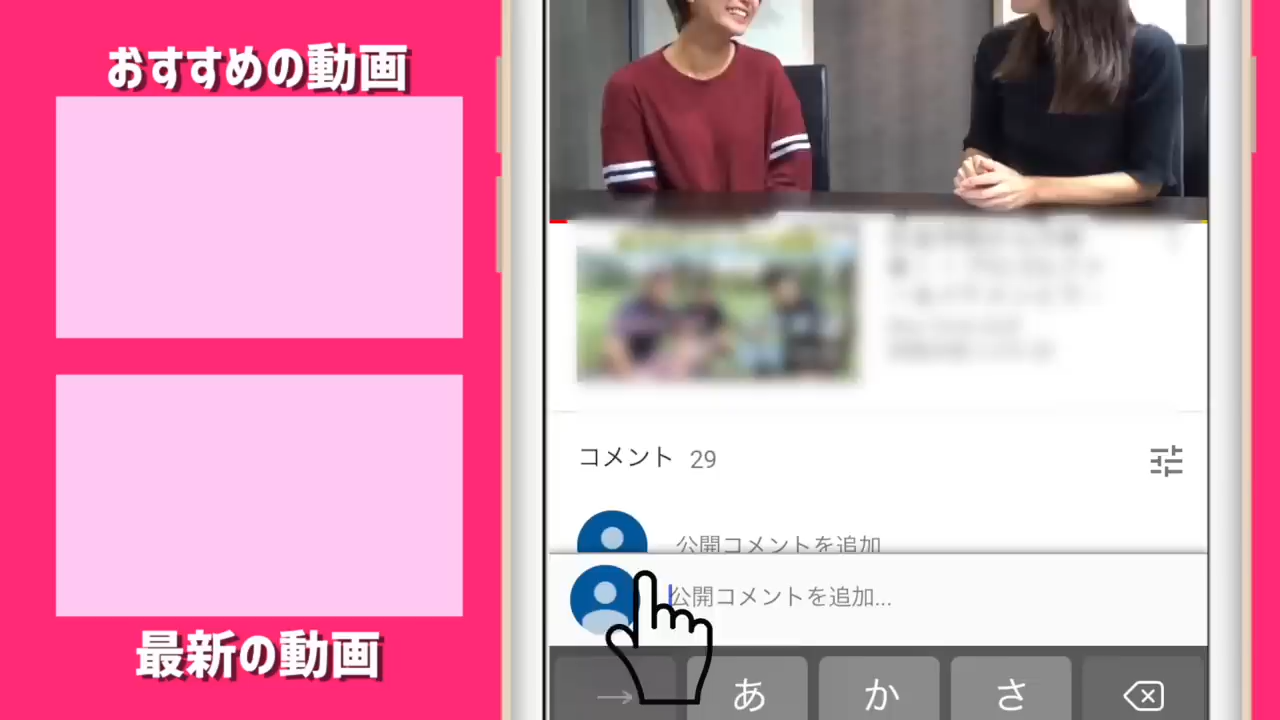 おすすめの動画
最新の動画
コメント 29
公開コメントを追加
公開コメントを追加...
→ あ か さ